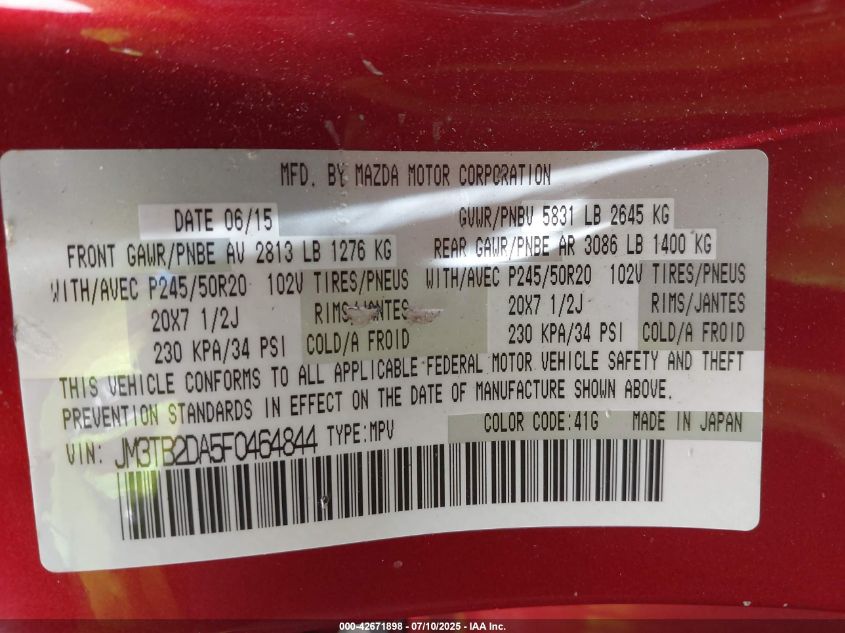 MFD. BY MAZDA MOTOR CORPORATION
DATE 06/15 GVWR/PNBV 5831 LB 2645 KG
FRONT GAWR/PNBE AV 2813 LB 1276 KG REAR GAWR/PNBE AR 3086 LB 1400 KG
WITH/AVEC P245/50R20 102V TIRES/PNEUS WITH/AVEC P245/50R20 102V TIRES/PNEUS
20X7 1/2J RIMS/JANTES 20X7 1/2J RIMS/JANTES
230 KPA/34 PSI COLD/A FROID 230 KPA/34 PSI COLD/A FROID
THIS VEHICLE CONFORMS TO ALL APPLICABLE FEDERAL MOTOR VEHICLE SAFETY AND THEFT
PREVENTION STANDARDS IN EFFECT ON THE DATE OF MANUFACTURE SHOWN ABOVE.
VIN: JM3TB2DA5F0464844 TYPE:MPV COLOR CODE:41G MADE IN JAPAN
000-42671898 07/10/2025 IAA Inc.